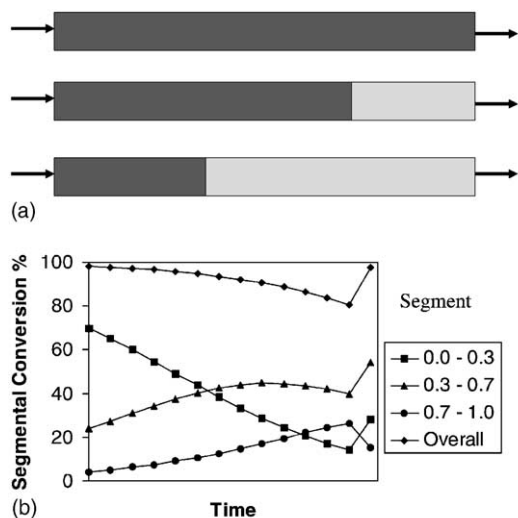 (a)
100
80
60
40
20
0
Segmental Conversion %
Time
Segment
0.0 - 0.3
0.3 - 0.7
0.7 - 1.0
Overall
(b)